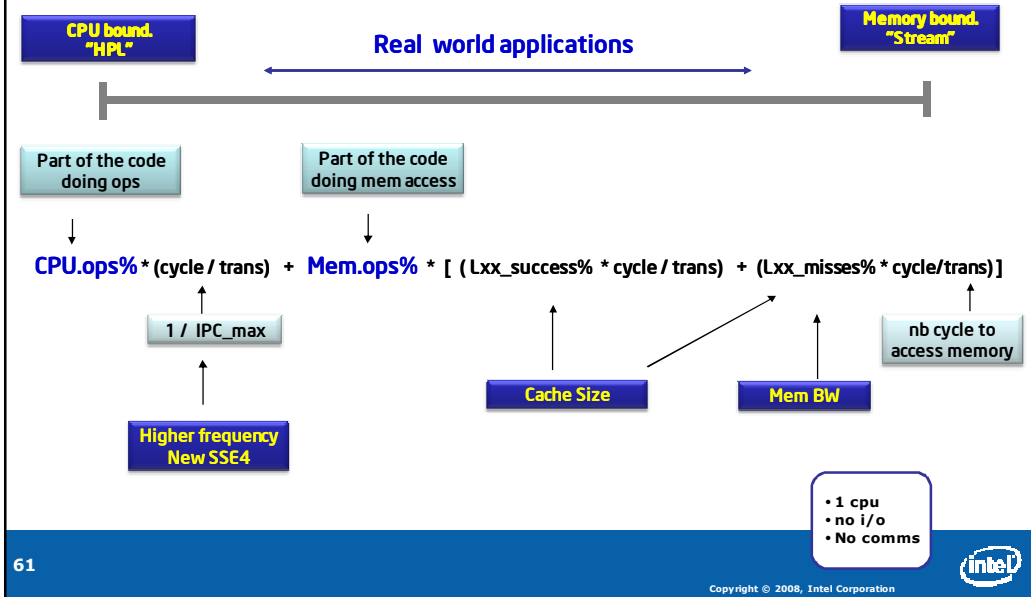 CPU bound.
"HPL"
Real world applications
Memory bound.
"Stream"
Part of the code
doing ops
Part of the code
doing mem access
CPU.ops% * (cycle / trans) + Mem.ops% * [ ( Lxx_success% * cycle / trans) + (Lxx_misses% * cycle/trans) ]
1 / IPC_max
nb cycle to
access memory
Cache Size
Mem BW
Higher frequency
New SSE4
• 1 cpu
• no i/o
• No comms
61
Copyright © 2008, Intel Corporation
intel